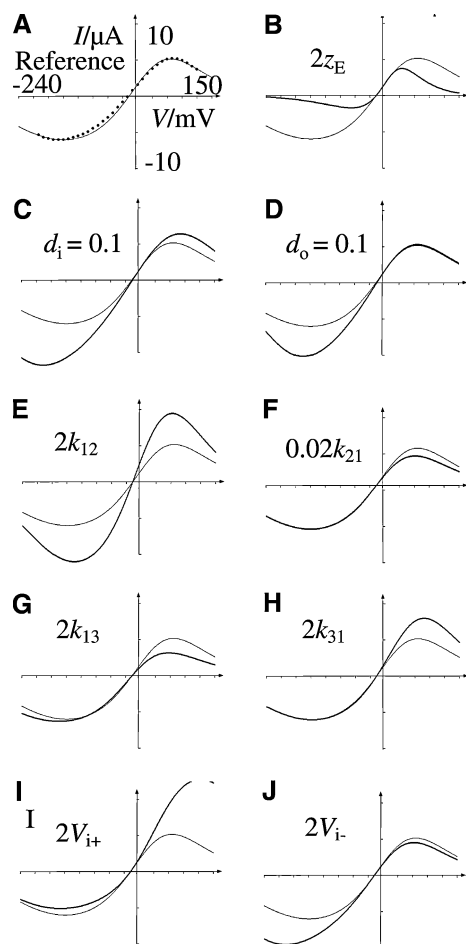 A
I/μA 10
Reference
-240 150
V/mV
-10
B
2z_E
C
d_i = 0.1
D
d_o = 0.1
E
2k_12
F
0.02k_21
G
2k_13
H
2k_31
I
I
2V_i+
J
2V_i-